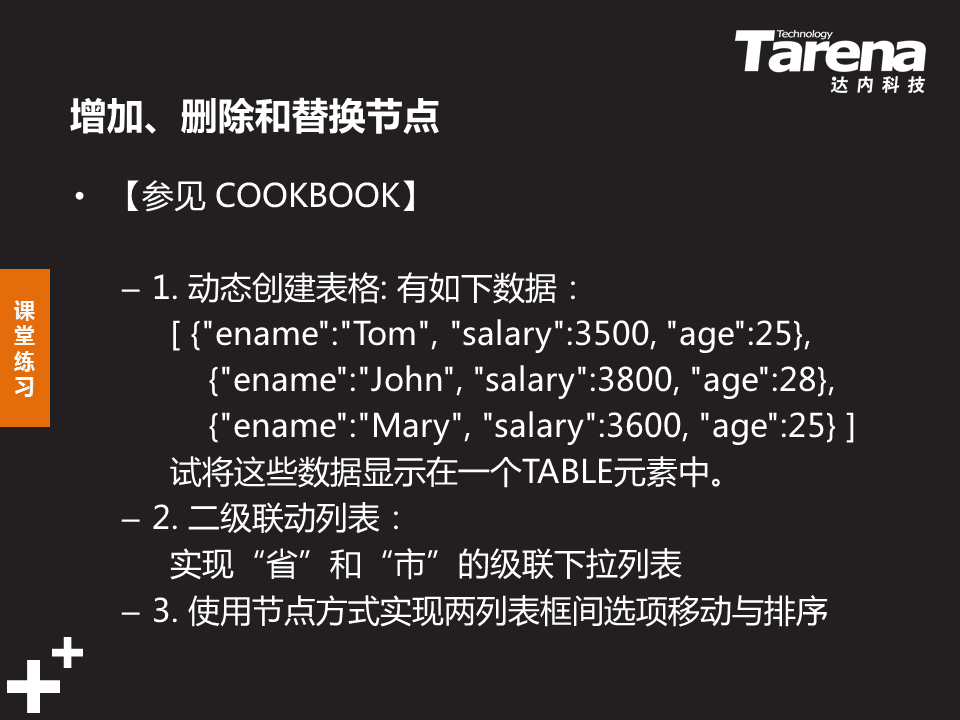 Technology
Tarena
达内科技
增加、删除和替换节点
• 【参见 COOKBOOK】
– 1. 动态创建表格: 有如下数据：
[ {"ename":"Tom", "salary":3500, "age":25},
{"ename":"John", "salary":3800, "age":28},
{"ename":"Mary", "salary":3600, "age":25} ]
试将这些数据显示在一个TABLE元素中。
– 2. 二级联动列表：
实现“省”和“市”的级联下拉列表
– 3. 使用节点方式实现两列表框间选项移动与排序
课
堂
练
习